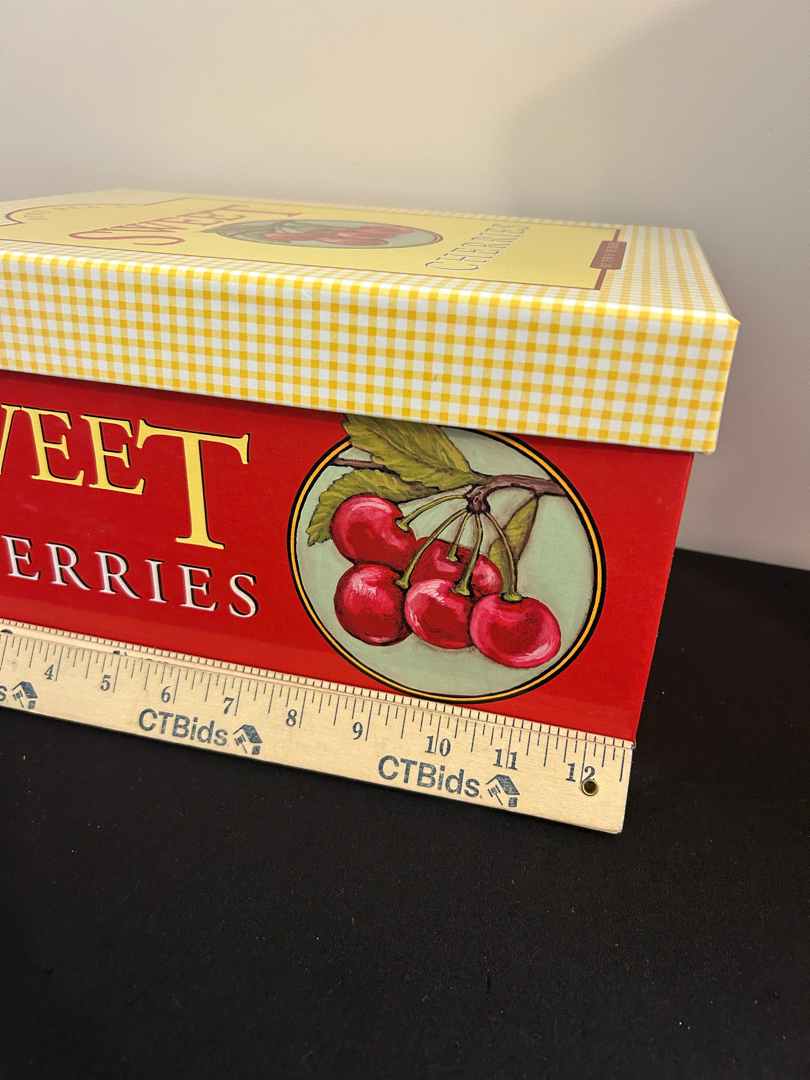 SWEET
CHERRIES
WEET
ERRIES
4 5 6 7 8 9 10 11 12
s CTBids CTBids